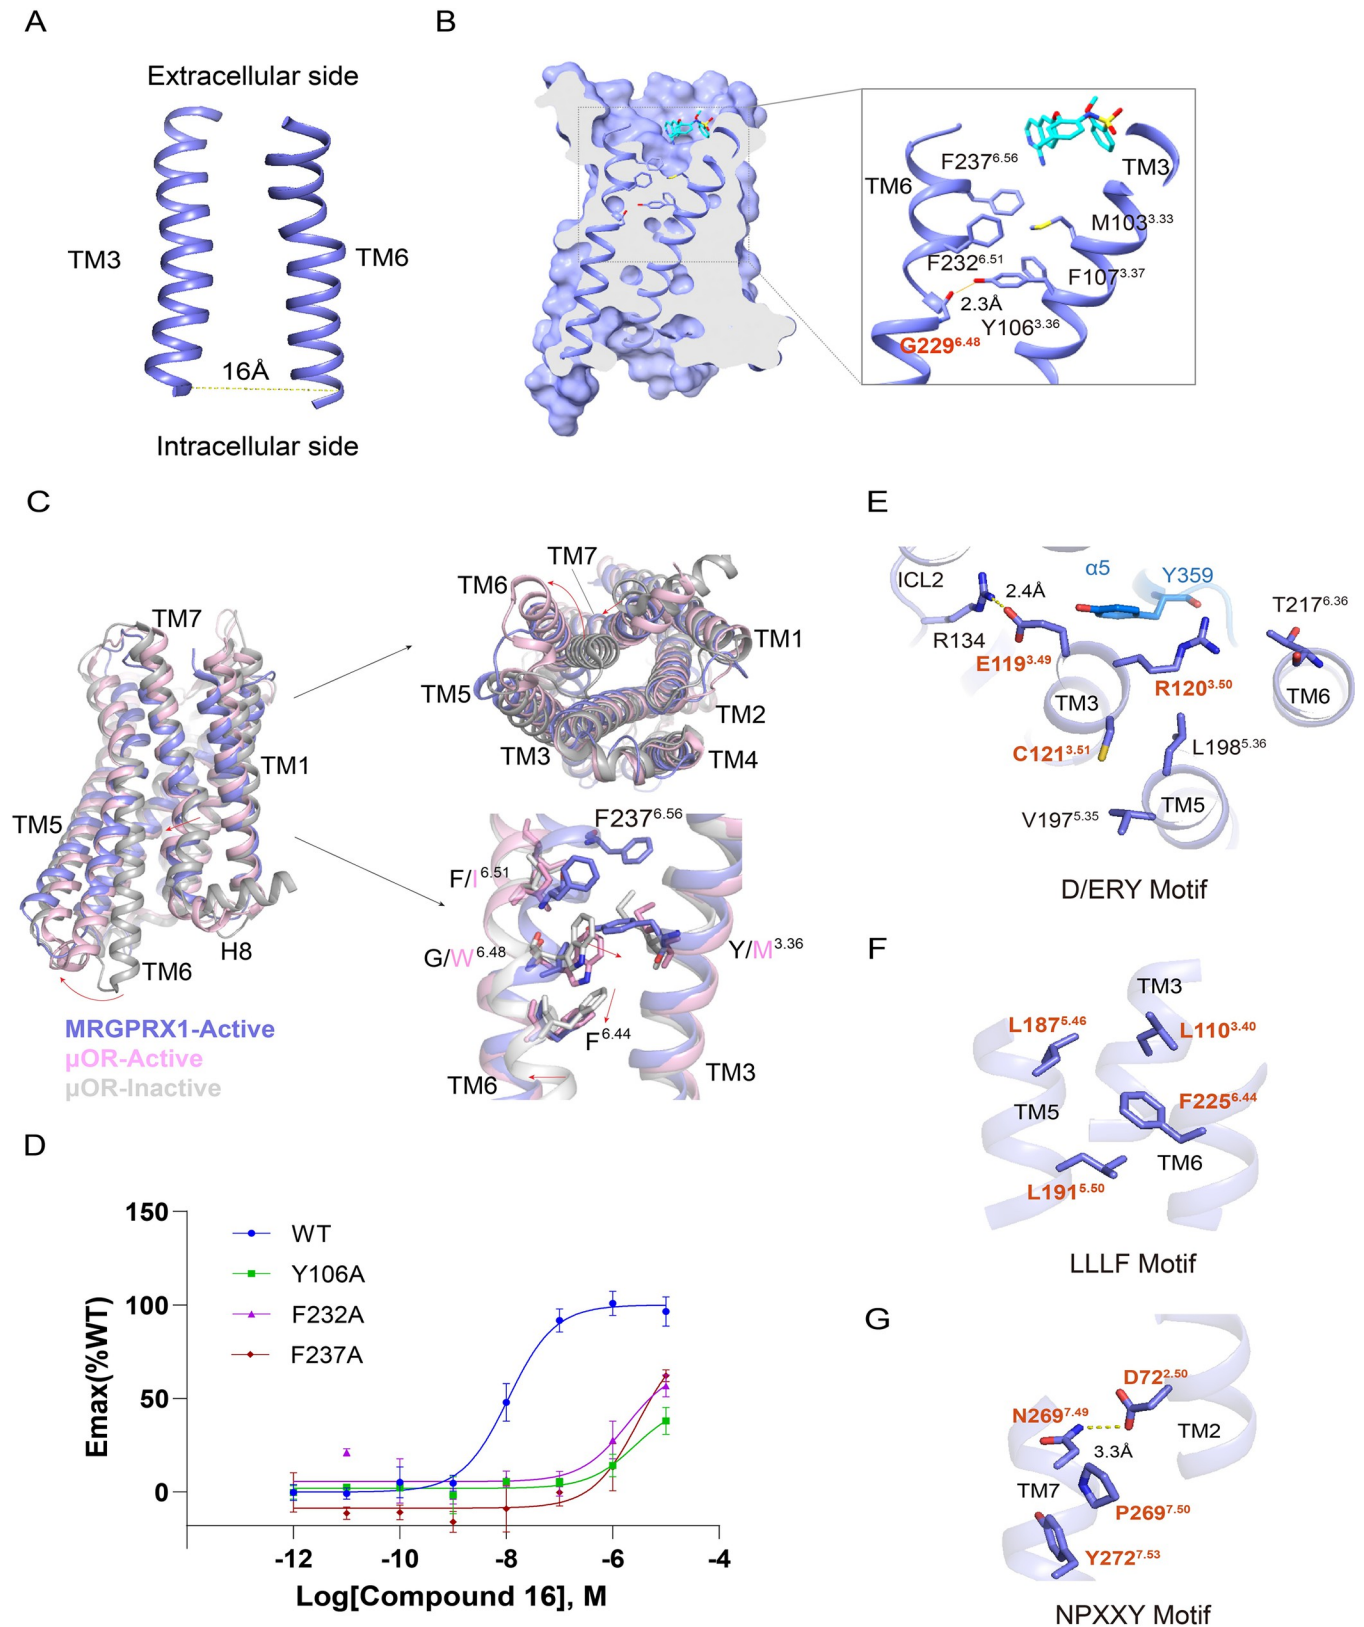 A
Extracellular side
TM3
TM6
16Å
Intracellular side
B
F237^6.56
TM6
TM3
M103^3.33
F232^6.51
F107^3.37
2.3Å
Y106^3.36
G229^6.48
C
TM7
TM5
TM1
H8
TM6
MRGPRX1-Active
µOR-Active
µOR-Inactive
TM7
TM6
TM1
TM5
TM2
TM3
TM4
F237^6.56
F/I^6.51
G/W^6.48
Y/M^3.36
F^6.44
TM6
TM3
D
150
100
50
0
Emax(%WT)
WT
Y106A
F232A
F237A
-12
-10
-8
-6
-4
Log[Compound 16], M
E
ICL2
2.4Å
α5
Y359
T217^6.36
R134
E119^3.49
R120^3.50
TM3
TM6
C121^3.51
L198^5.36
V197^5.35
TM5
D/ERY Motif
F
TM3
L187^5.46
L110^3.40
F225^6.44
TM5
TM6
L191^5.50
LLLF Motif
G
D72^2.50
N269^7.49
TM2
3.3Å
TM7
P269^7.50
Y272^7.53
NPXXY Motif